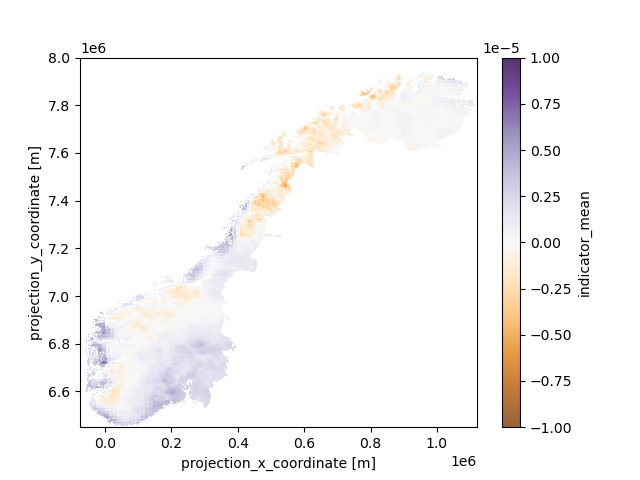 1e6
1e−5
8.0
7.8
7.6
7.4
7.2
7.0
6.8
6.6
projection_y_coordinate [m]
0.0 0.2 0.4 0.6 0.8 1.0
1e6
projection_x_coordinate [m]
1.00
0.75
0.50
0.25
0.00
−0.25
−0.50
−0.75
−1.00
indicator_mean